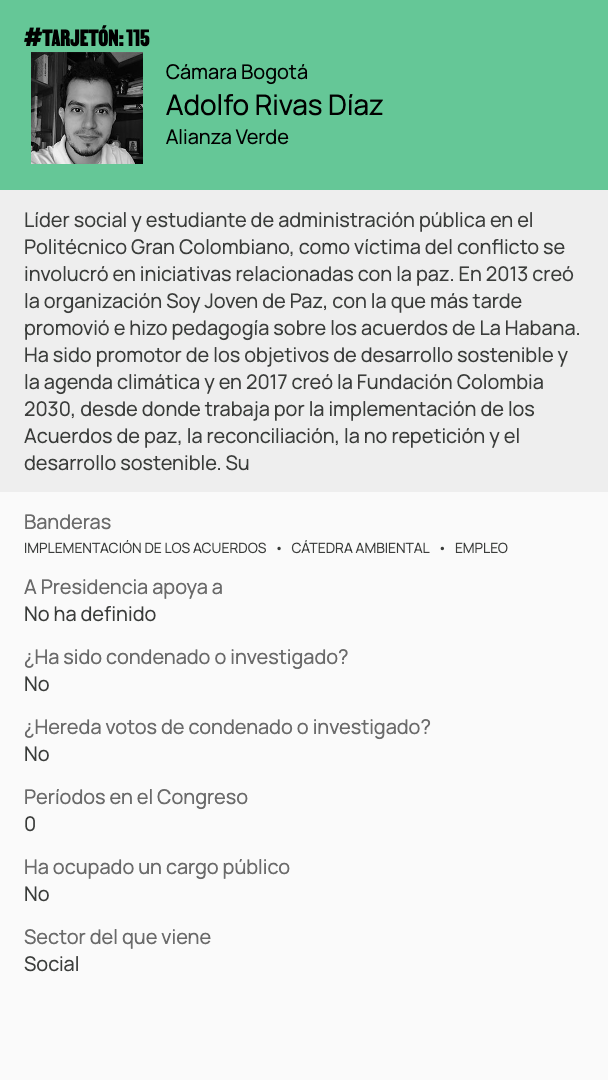 #TARJETÓN: 115
Cámara Bogotá
Adolfo Rivas Díaz
Alianza Verde
Líder social y estudiante de administración pública en el
Politécnico Gran Colombiano, como víctima del conflicto se
involucró en iniciativas relacionadas con la paz. En 2013 creó
la organización Soy Joven de Paz, con la que más tarde
promovió e hizo pedagogía sobre los acuerdos de La Habana.
Ha sido promotor de los objetivos de desarrollo sostenible y
la agenda climática y en 2017 creó la Fundación Colombia
2030, desde donde trabaja por la implementación de los
Acuerdos de paz, la reconciliación, la no repetición y el
desarrollo sostenible. Su
Banderas
IMPLEMENTACIÓN DE LOS ACUERDOS • CÁTEDRA AMBIENTAL • EMPLEO
A Presidencia apoya a
No ha definido
¿Ha sido condenado o investigado?
No
¿Hereda votos de condenado o investigado?
No
Períodos en el Congreso
0
Ha ocupado un cargo público
No
Sector del que viene
Social